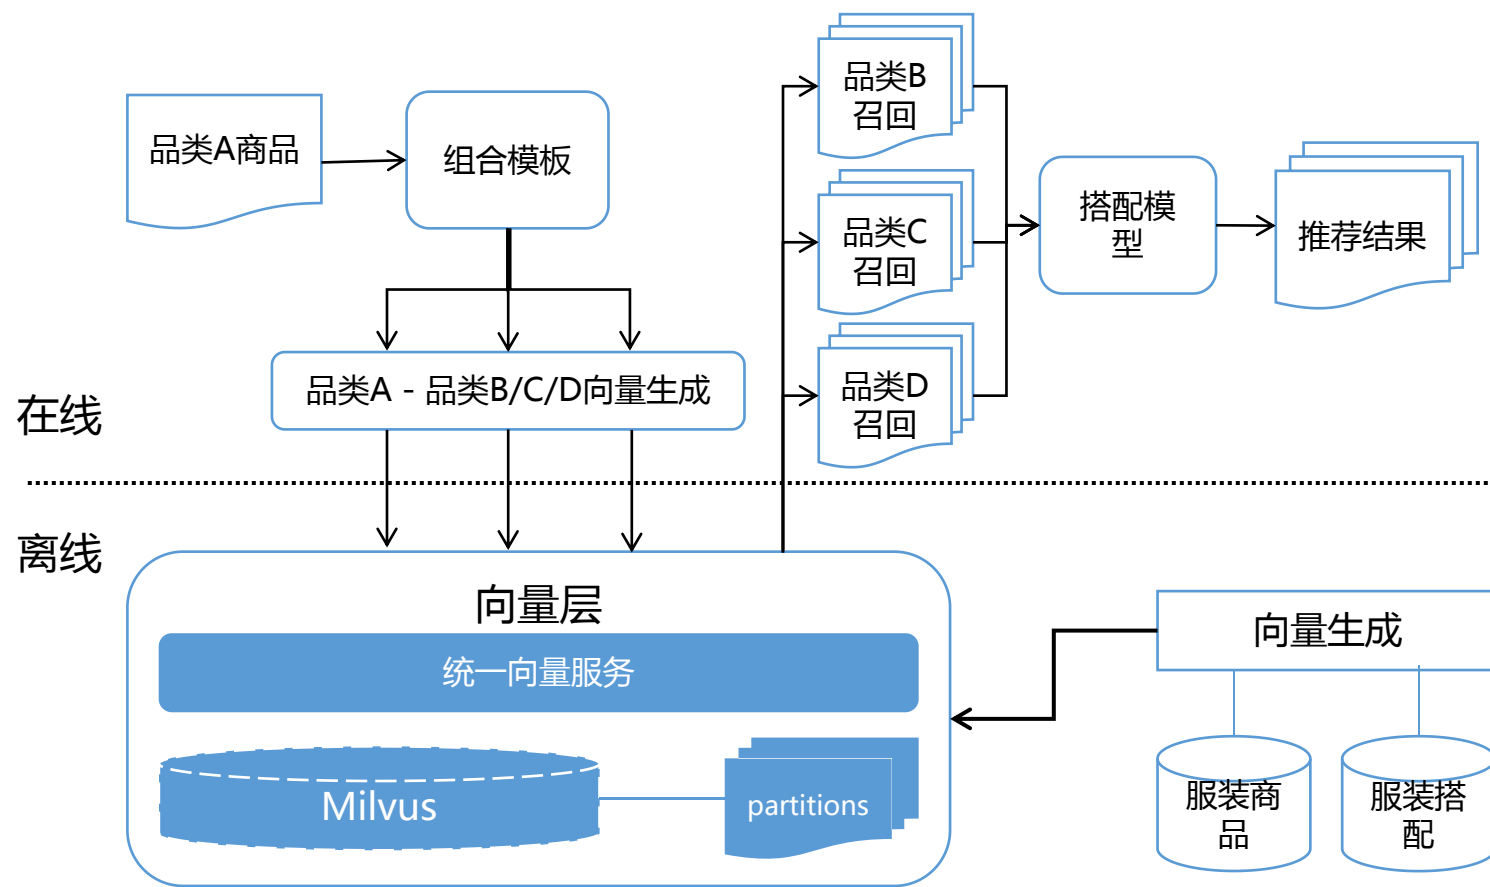 品类A商品
组合模板
品类A - 品类B/C/D向量生成
品类B
召回
品类C
召回
品类D
召回
搭配模
型
推荐结果
在线
离线
向量层
统一向量服务
Milvus
partitions
向量生成
服装商
品
服装搭
配